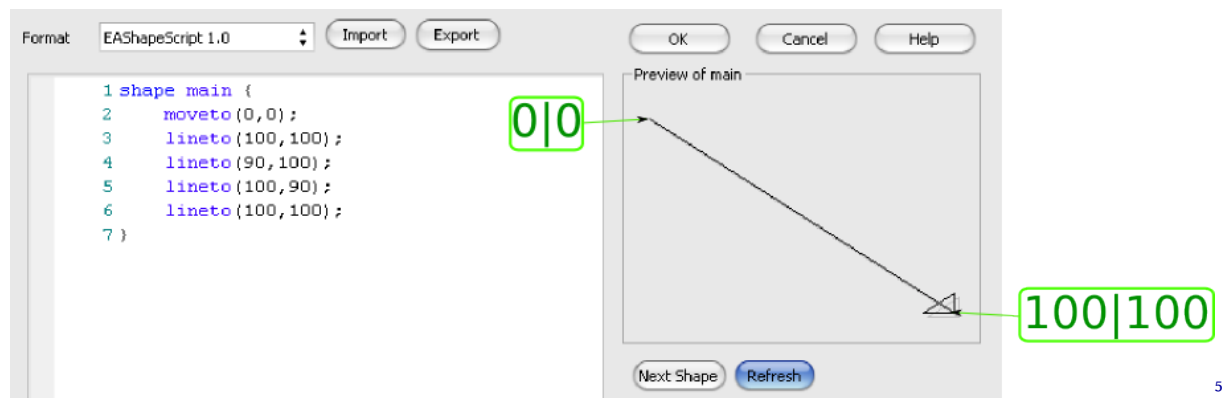 Format EAShapeScript 1.0 Import Export OK Cancel Help
Preview of main
1 shape main {
2 moveto(0,0);
3 lineto(100,100);
4 lineto(90,100);
5 lineto(100,90);
6 lineto(100,100);
7 }
0|0
100|100
Next Shape Refresh
5